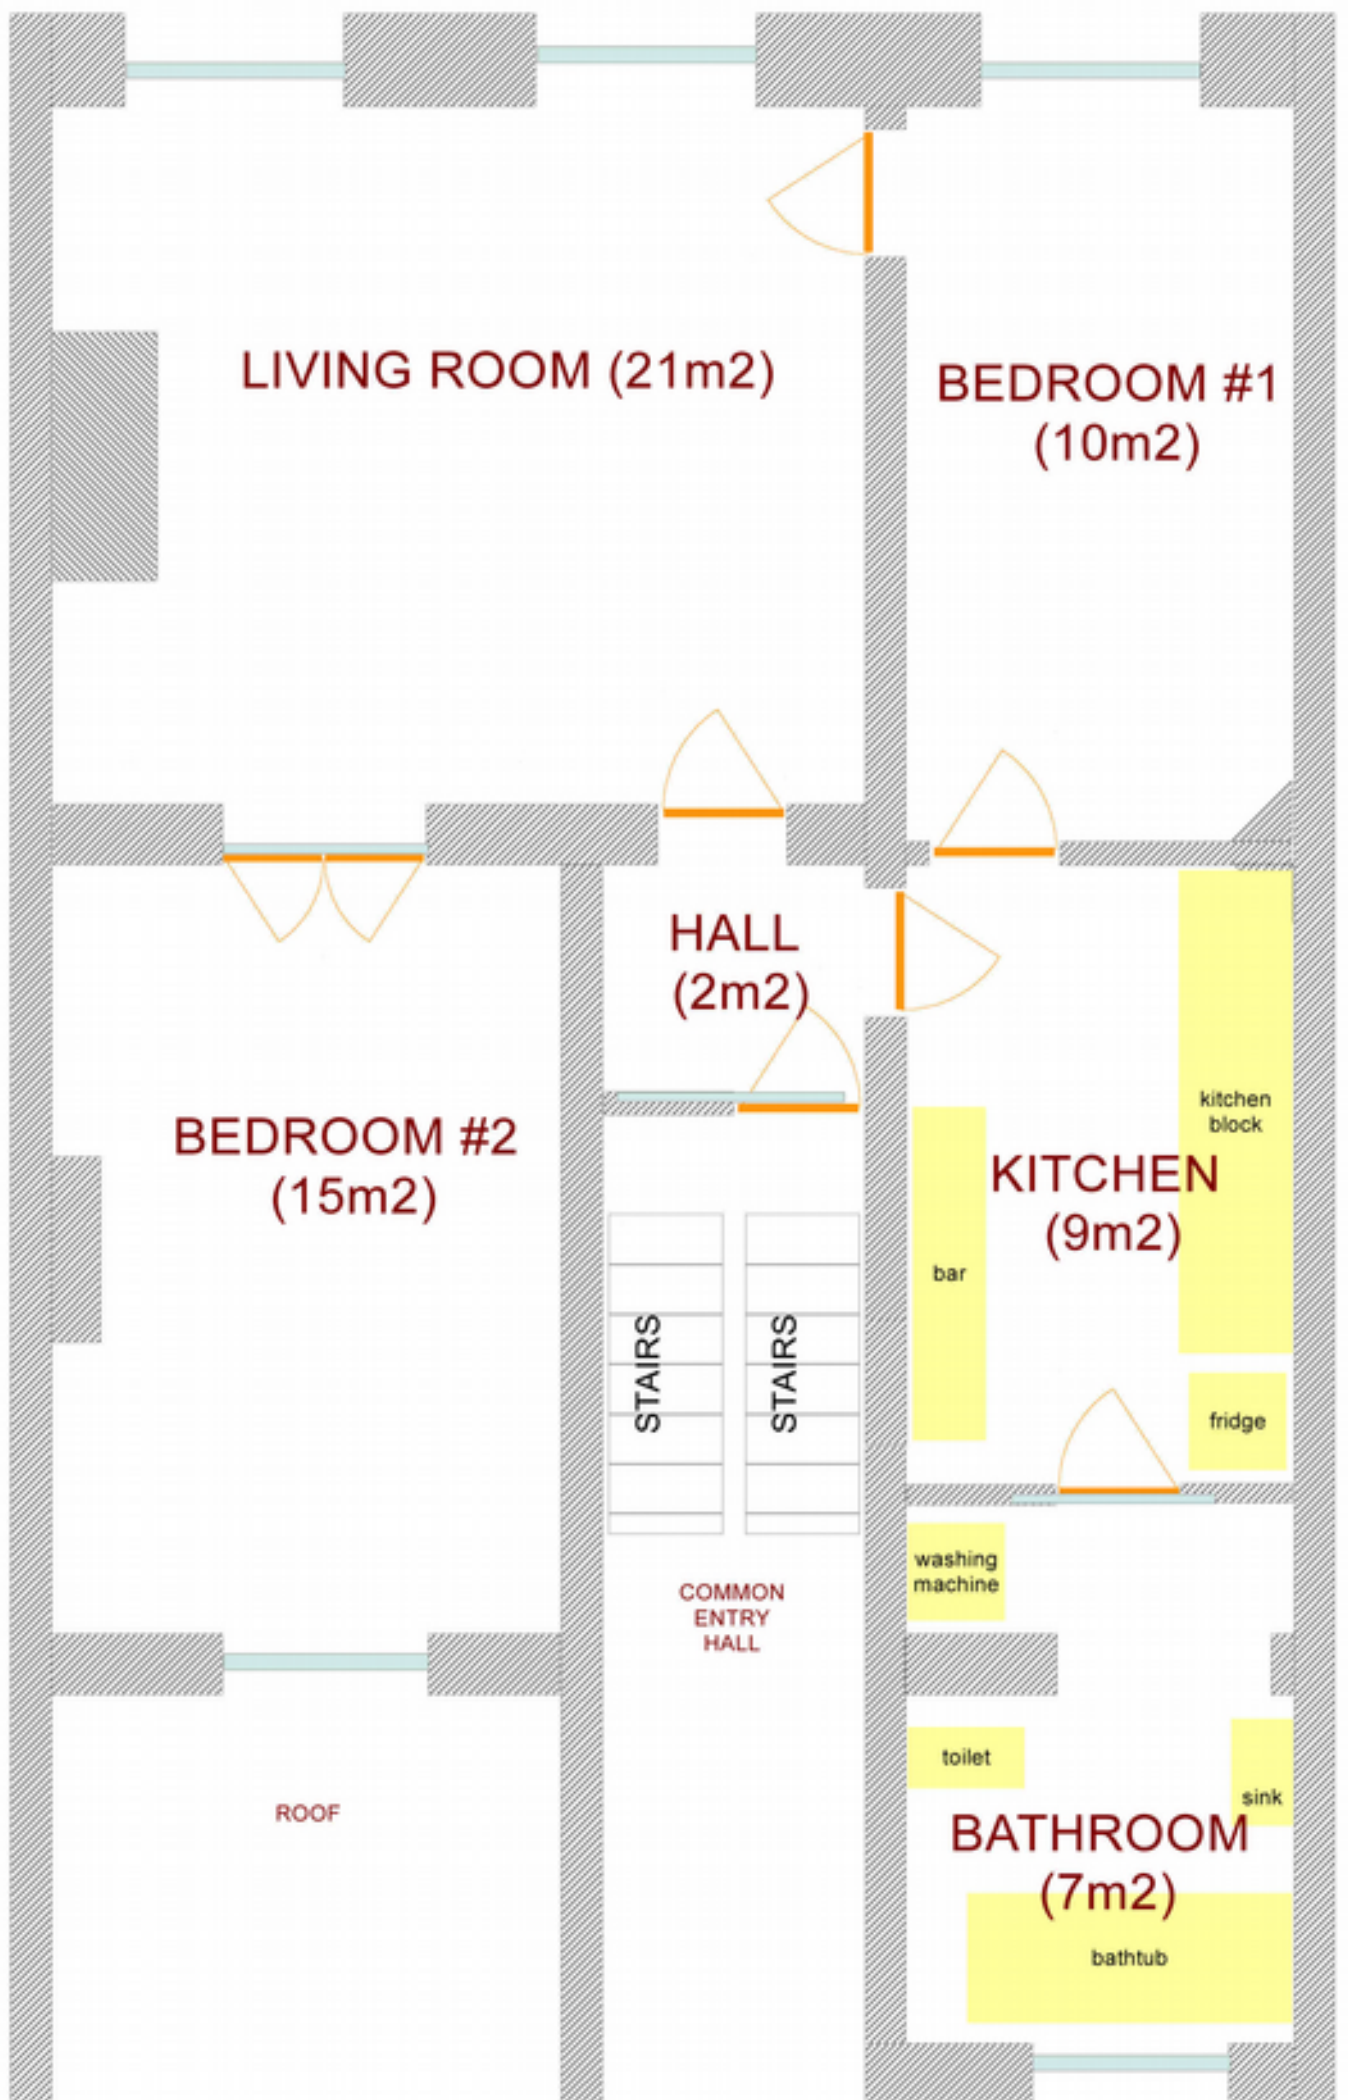 LIVING ROOM (21m2)
BEDROOM #1
(10m2)
HALL
(2m2)
BEDROOM #2
(15m2)
kitchen
block
KITCHEN
(9m2)
bar
fridge
STAIRS
STAIRS
washing
machine
COMMON
ENTRY
HALL
toilet
sink
ROOF
BATHROOM
(7m2)
bathtub